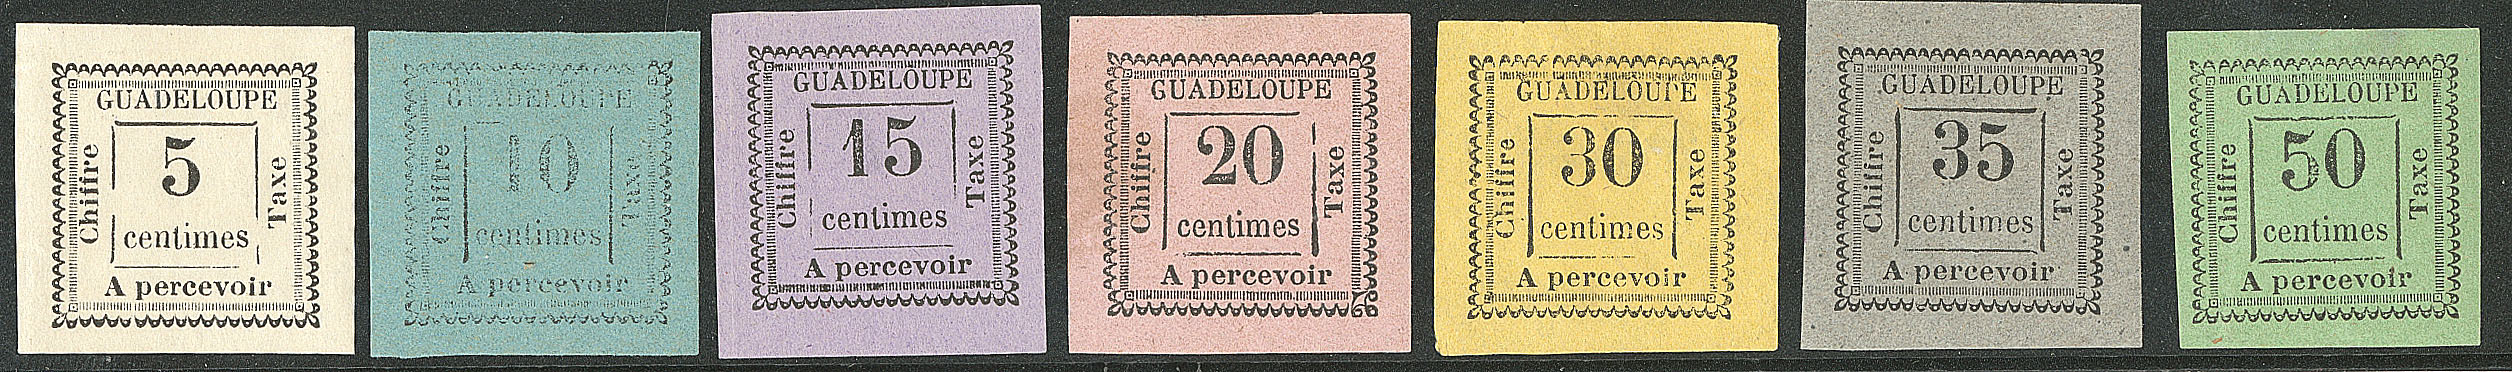 GUADELOUPE
Chiffre
5
centimes
Taxe
A percevoir
GUADELOUPE
Chiffre
10
centimes
Taxe
A percevoir
GUADELOUPE
Chiffre
15
centimes
Taxe
A percevoir
GUADELOUPE
Chiffre
20
centimes
Taxe
A percevoir
GUADELOUPE
Chiffre
30
centimes
Taxe
A percevoir
GUADELOUPE
Chiffre
35
centimes
Taxe
A percevoir
GUADELOUPE
Chiffre
50
centimes
Taxe
A percevoir